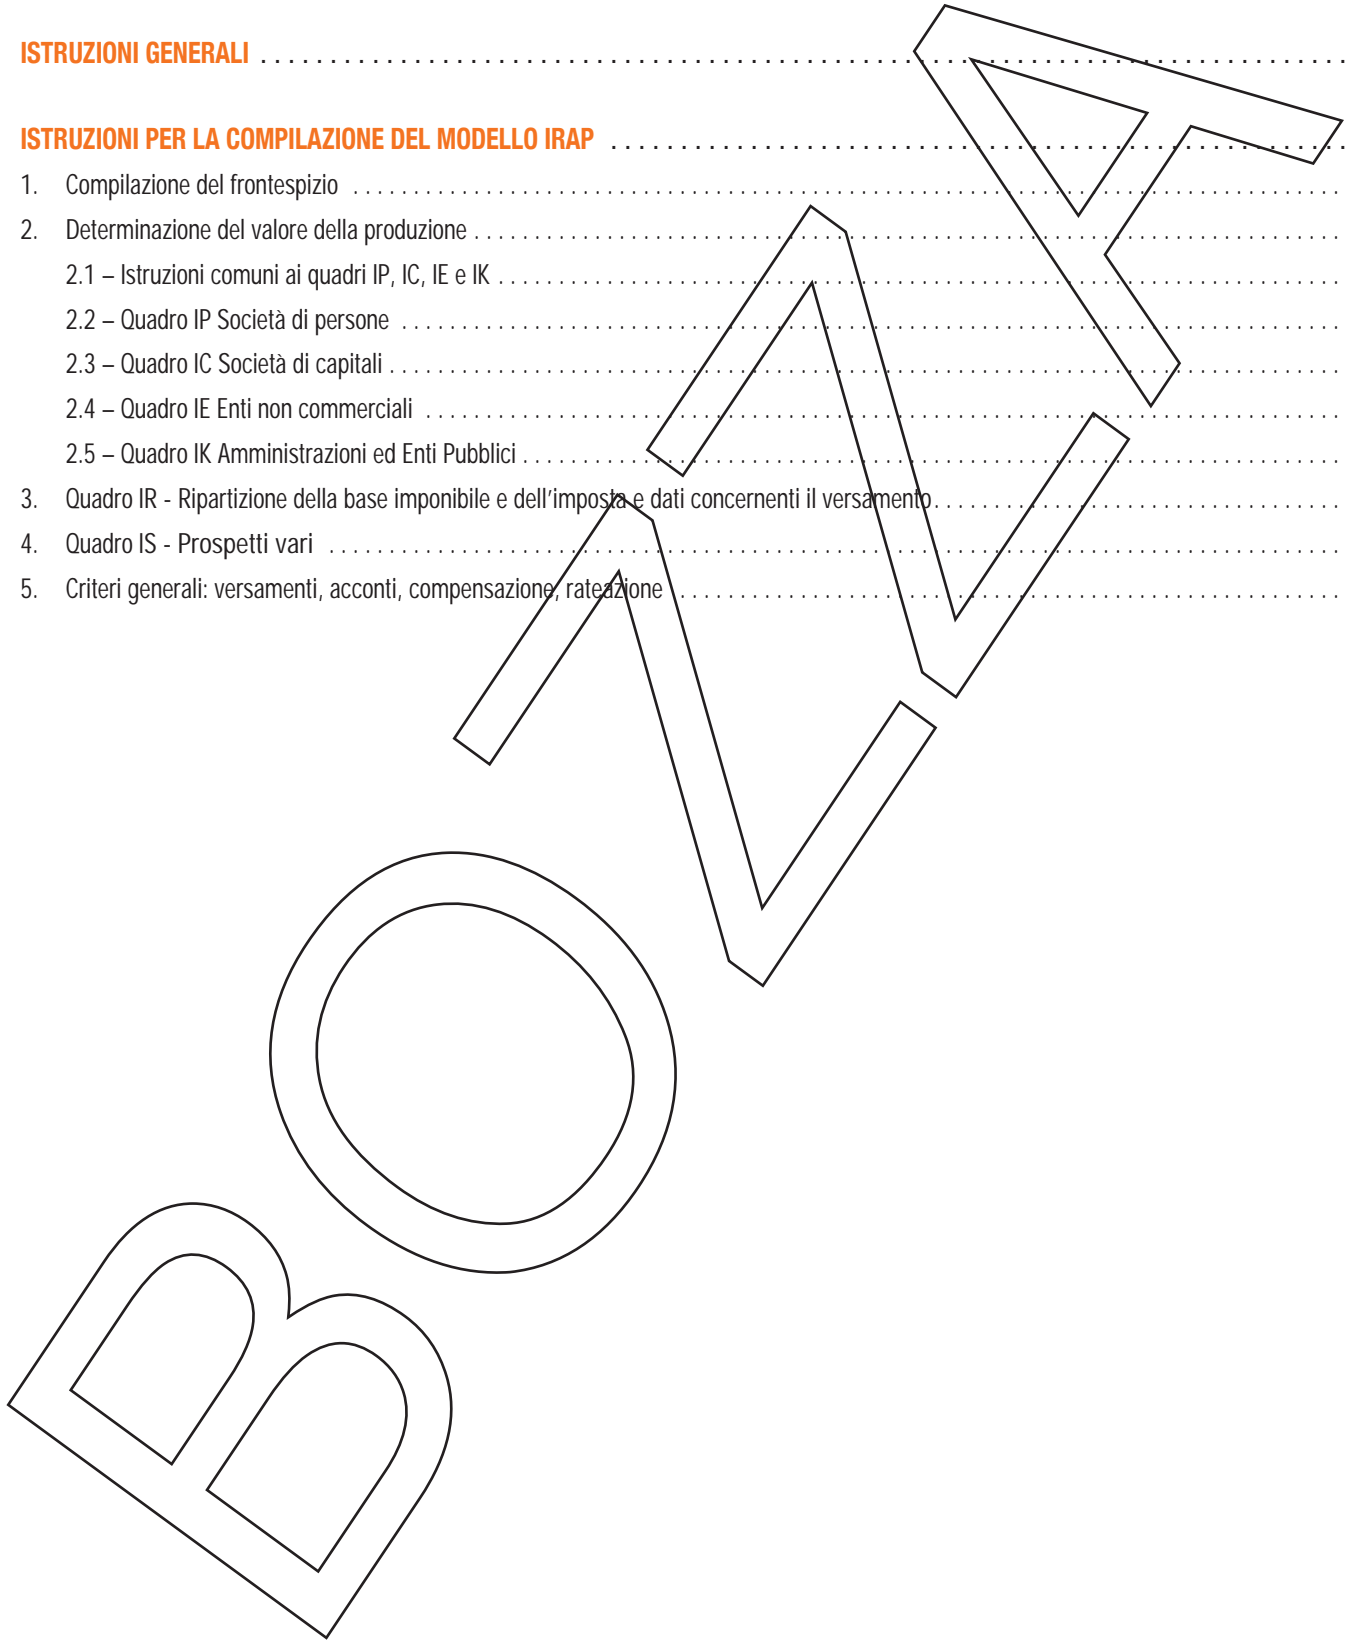 ISTRUZIONI GENERALI
ISTRUZIONI PER LA COMPILAZIONE DEL MODELLO IRAP
1. Compilazione del frontespizio
2. Determinazione del valore della produzione
2.1 – Istruzioni comuni ai quadri IP, IC, IE e IK
2.2 – Quadro IP Società di persone
2.3 – Quadro IC Società di capitali
2.4 – Quadro IE Enti non commerciali
2.5 – Quadro IK Amministrazioni ed Enti Pubblici
3. Quadro IR - Ripartizione della base imponibile e dell'imposta e dati concernenti il versamento
4. Quadro IS - Prospetti vari
5. Criteri generali: versamenti, acconti, compensazione, rateazione
BOZZA